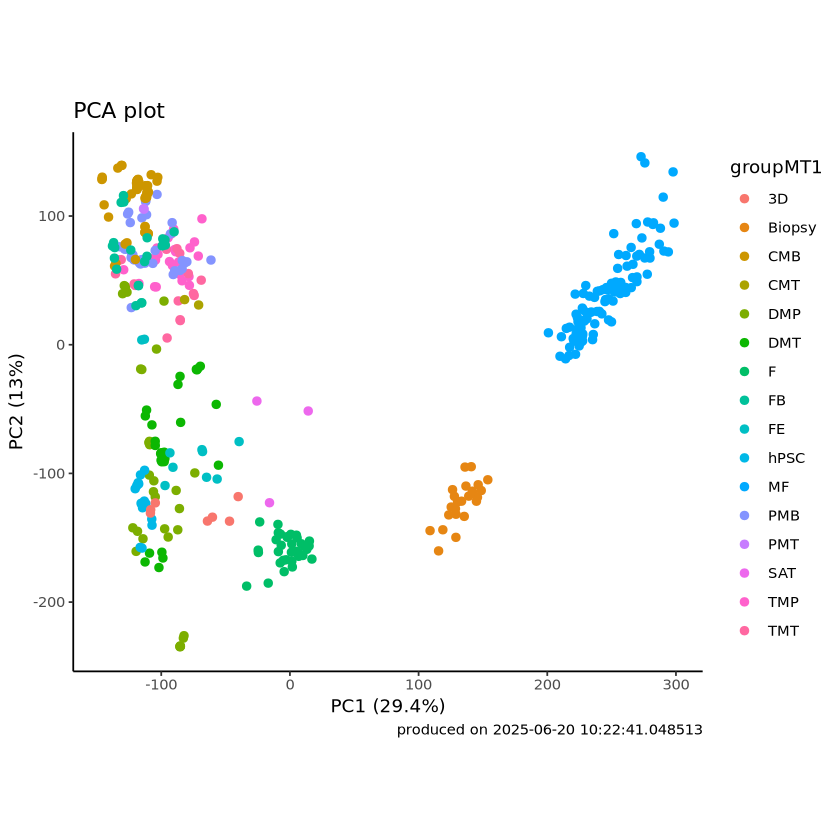 PCA plot
groupMT1
3D
Biopsy
CMB
CMT
DMP
DMT
F
FB
FE
hPSC
MF
PMB
PMT
SAT
TMP
TMT
PC2 (13%)
100
0
-100
-200
-100
0
100
200
300
PC1 (29.4%)
produced on 2025-06-20 10:22:41.048513